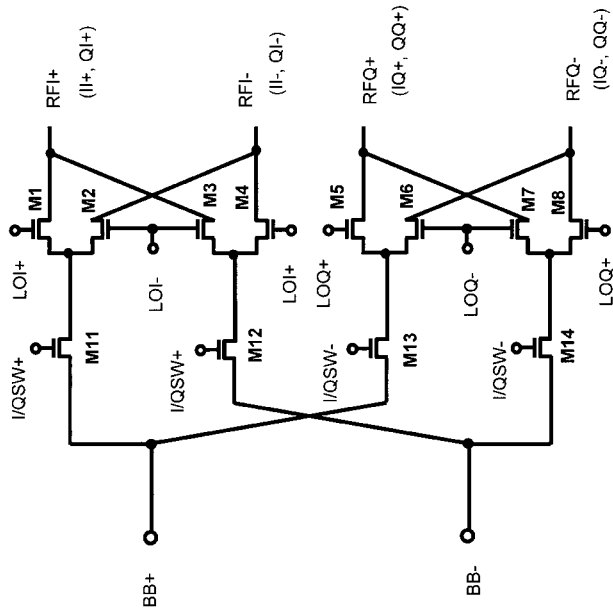 RFI+
(II+, QI+)
RFI-
(II-, QI-)
RFQ+
(IQ+, QQ+)
RFQ-
(IQ-, QQ-)
M1
M2
M3
M4
M5
M6
M7
M8
LOI+
LOI-
LOI+
LOQ+
LOQ-
LOQ+
I/QSW+
M11
I/QSW+
M12
I/QSW-
M13
I/QSW-
M14
BB+
BB-